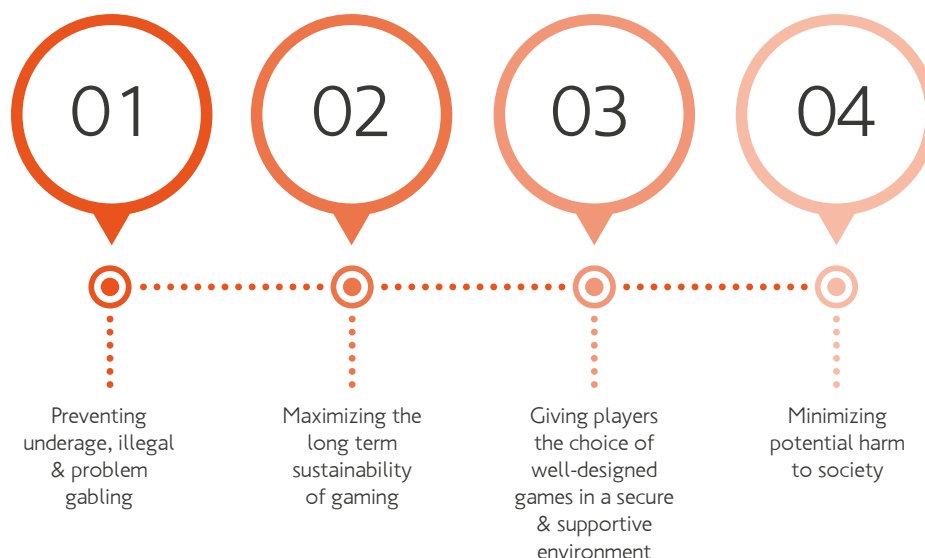 01
02
03
04
Preventing
underage, illegal
& problem
gabling
Maximizing the
long term
sustainability
of gaming
Giving players
the choice of
well-designed
games in a secure
& supportive
environment
Minimizing
potential harm
to society